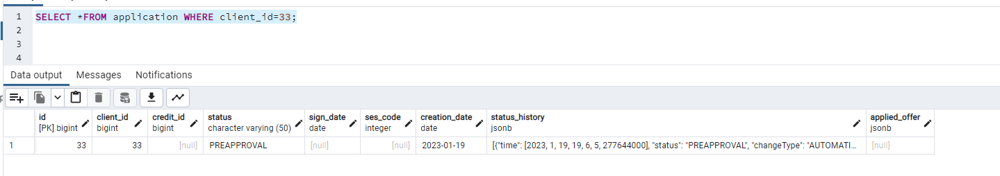 1 SELECT *FROM application WHERE client_id=33;
2
3
4
Data output Messages Notifications
id client_id credit_id status sign_date ses_code creation_date status_history applied_offer
[PK] bigint bigint bigint character varying (50) date integer date jsonb jsonb
1 33 33 [null] PREAPPROVAL [null] [null] 2023-01-19 [{"time": [2023, 1, 19, 19, 6, 5, 277644000], "status": "PREAPPROVAL", "changeType": "AUTOMATI... [null]